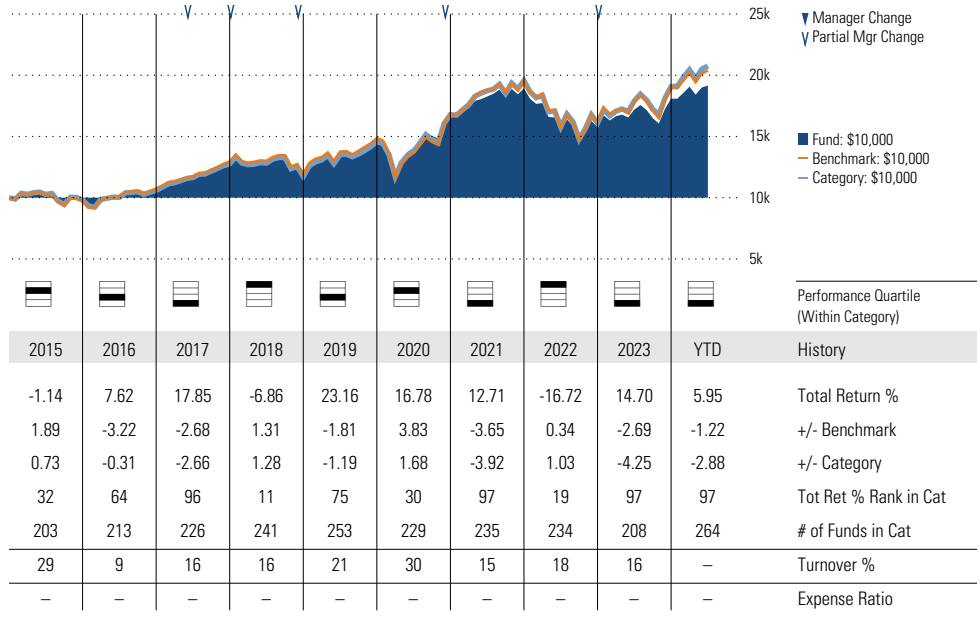 25k
Manager Change
Partial Mgr Change
20k
15k
Fund: $10,000
Benchmark: $10,000
Category: $10,000
10k
5k
Performance Quartile
(Within Category)
2015 2016 2017 2018 2019 2020 2021 2022 2023 YTD History
-1.14 7.62 17.85 -6.86 23.16 16.78 12.71 -16.72 14.70 5.95 Total Return %
1.89 -3.22 -2.68 1.31 -1.81 3.83 -3.65 0.34 -2.69 -1.22 +/- Benchmark
0.73 -0.31 -2.66 1.28 -1.19 1.68 -3.92 1.03 -4.25 -2.88 +/- Category
32 64 96 11 75 30 97 19 97 97 Tot Ret % Rank in Cat
203 213 226 241 253 229 235 234 208 264 # of Funds in Cat
29 9 16 16 21 30 15 18 16 – Turnover %
– – – – – – – – – – Expense Ratio